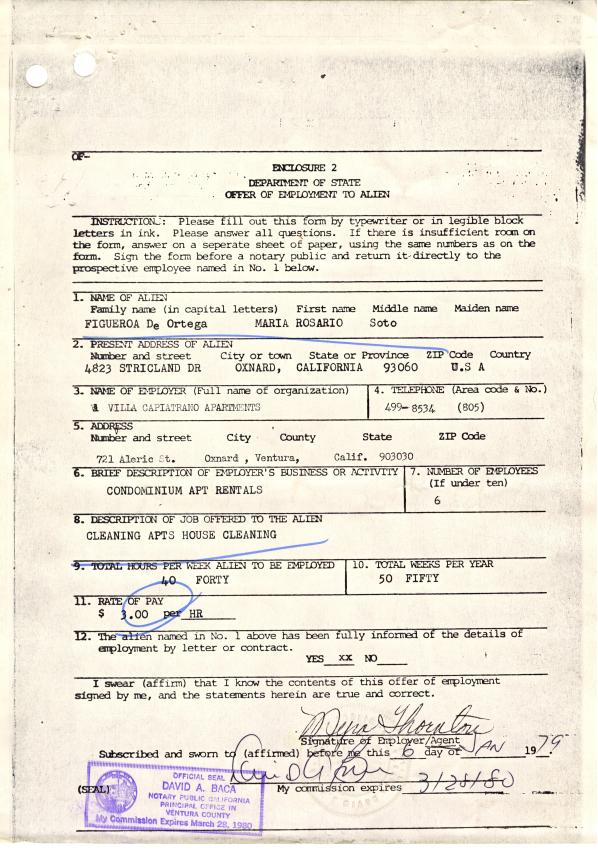 OF-
ENCLOSURE 2
DEPARTMENT OF STATE
OFFER OF EMPLOYMENT TO ALIEN
INSTRUCTION: Please fill out this form by typewriter or in legible block
letters in ink. Please answer all questions. If there is insufficient room on
the form, answer on a seperate sheet of paper, using the same numbers as on the
form. Sign the form before a notary public and return it directly to the
prospective employee named in No. 1 below.
1. NAME OF ALIEN
Family name (in capital letters) First name Middle name Maiden name
FIGUEROA De Ortega MARIA ROSARIO Soto
2. PRESENT ADDRESS OF ALIEN
Number and street City or town State or Province ZIP Code Country
4823 STRICLAND DR OXNARD, CALIFORNIA 93060 U.S A
3. NAME OF EMPLOYER (Full name of organization) 4. TELEPHONE (Area code & No.)
VILLA CAPIATRANO APARTMENTS 499-8534 (805)
5. ADDRESS
Number and street City County State ZIP Code
721 Aleric St. Oxnard , Ventura, Calif. 903030
6. BRIEF DESCRIPTION OF EMPLOYER'S BUSINESS OR ACTIVITY 7. NUMBER OF EMPLOYEES
(If under ten)
CONDOMINIUM APT RENTALS 6
8. DESCRIPTION OF JOB OFFERED TO THE ALIEN
CLEANING APTS HOUSE CLEANING
9. TOTAL HOURS PER WEEK ALIEN TO BE EMPLOYED 10. TOTAL WEEKS PER YEAR
40 FORTY 50 FIFTY
11. RATE OF PAY
$ 3.00 per HR
12. The alien named in No. 1 above has been fully informed of the details of
employment by letter or contract.
YES xx NO
I swear (affirm) that I know the contents of this offer of employment
signed by me, and the statements herein are true and correct.
Myra Thornton
Signature of Employer/Agent
Subscribed and sworn to (affirmed) before me this 6 day of JAN 1979.
(SEAL) My commission expires 3/28/80
OFFICIAL SEAL
DAVID A. BACA
NOTARY PUBLIC CALIFORNIA
PRINCIPAL OFFICE IN
VENTURA COUNTY
My Commission Expires March 28, 1980